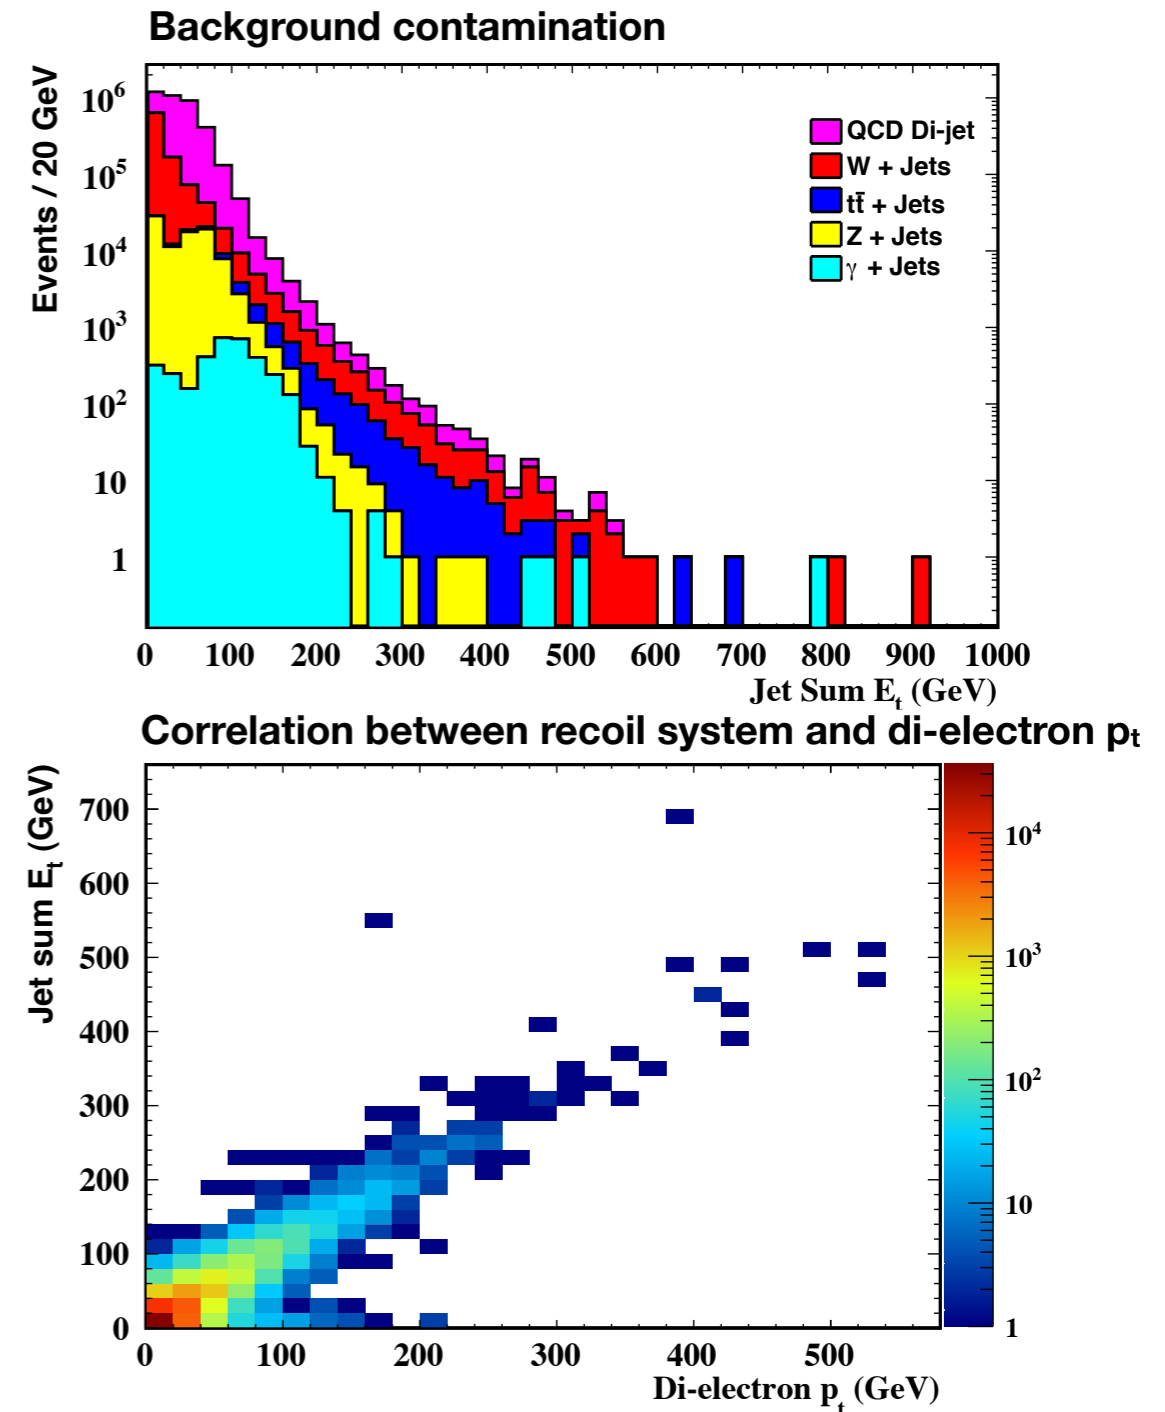 Background contamination
Events / 20 GeV
10⁶
10⁵
10⁴
10³
10²
10
1
QCD Di-jet
W + Jets
tt̄ + Jets
Z + Jets
γ + Jets
0 100 200 300 400 500 600 700 800 900 1000
Jet Sum Eₜ (GeV)
Correlation between recoil system and di-electron pₜ
Jet sum Eₜ (GeV)
700
600
500
400
300
200
100
0
10⁴
10³
10²
10
1
0 100 200 300 400 500
Di-electron pₜ (GeV)